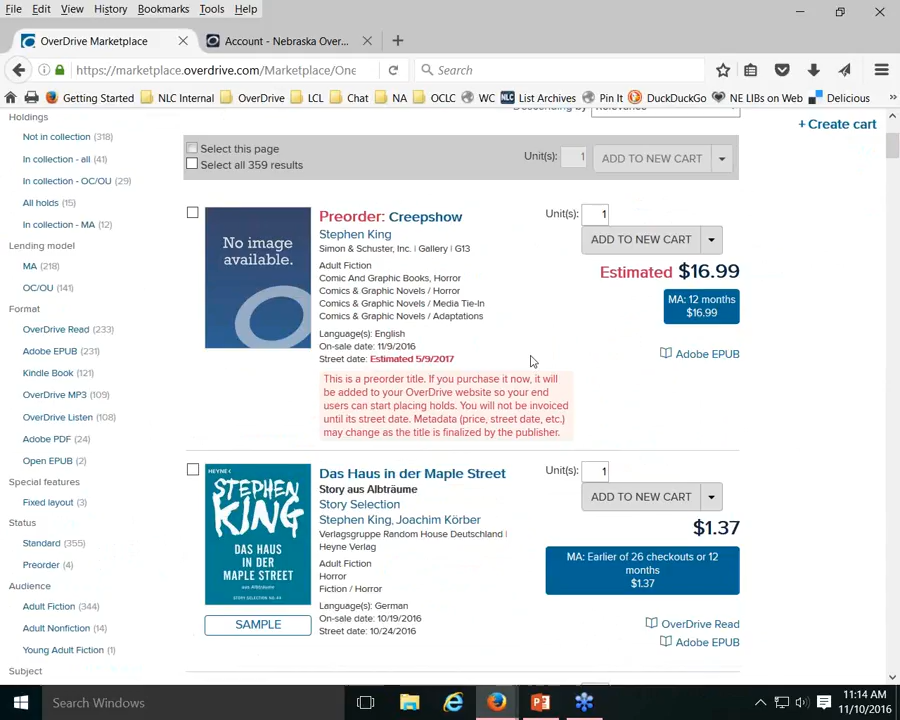 File Edit View History Bookmarks Tools Help
OverDrive Marketplace
Account - Nebraska Over...
https://marketplace.overdrive.com/Marketplace/One
Search
Getting Started NLC Internal OverDrive LCL Chat NA OCLC WC NLC List Archives Pin It DuckDuckGo NE LIBs on Web Delicious
Holdings
Not in collection (318)
In collection - all (41)
In collection - OC/OU (29)
All holds (15)
In collection - MA (12)
Lending model
MA (218)
OC/OU (141)
Format
OverDrive Read (233)
Adobe EPUB (231)
Kindle Book (121)
OverDrive MP3 (109)
OverDrive Listen (108)
Adobe PDF (24)
Open EPUB (2)
Special features
Fixed layout (3)
Status
Standard (355)
Preorder (4)
Audience
Adult Fiction (344)
Adult Nonfiction (14)
Young Adult Fiction (1)
Subject
+ Create cart
Select this page
Select all 359 results
Unit(s): 1 ADD TO NEW CART
No image
available.
Preorder: Creepshow
Stephen King
Simon & Schuster, Inc. | Gallery | G13
Adult Fiction
Comic And Graphic Books, Horror
Comics & Graphic Novels / Horror
Comics & Graphic Novels / Media Tie-In
Comics & Graphic Novels / Adaptations
Language(s): English
On-sale date: 11/9/2016
Street date: Estimated 5/9/2017
This is a preorder title. If you purchase it now, it will
be added to your OverDrive website so your end
users can start placing holds. You will not be invoiced
until its street date. Metadata (price, street date, etc.)
may change as the title is finalized by the publisher.
Unit(s): 1
ADD TO NEW CART
Estimated $16.99
MA: 12 months
$16.99
Adobe EPUB
HEYNE
STEPHEN
KING
DAS HAUS
IN DER
MAPLE STREET
SAMPLE
Das Haus in der Maple Street
Story aus Albträume
Story Selection
Stephen King, Joachim Körber
Verlagsgruppe Random House Deutschland |
Heyne Verlag
Adult Fiction
Horror
Fiction / Horror
Language(s): German
On-sale date: 10/19/2016
Street date: 10/24/2016
Unit(s): 1
ADD TO NEW CART
$1.37
MA: Earlier of 26 checkouts or 12
months
$1.37
OverDrive Read
Adobe EPUB
Search Windows
11:14 AM
11/10/2016